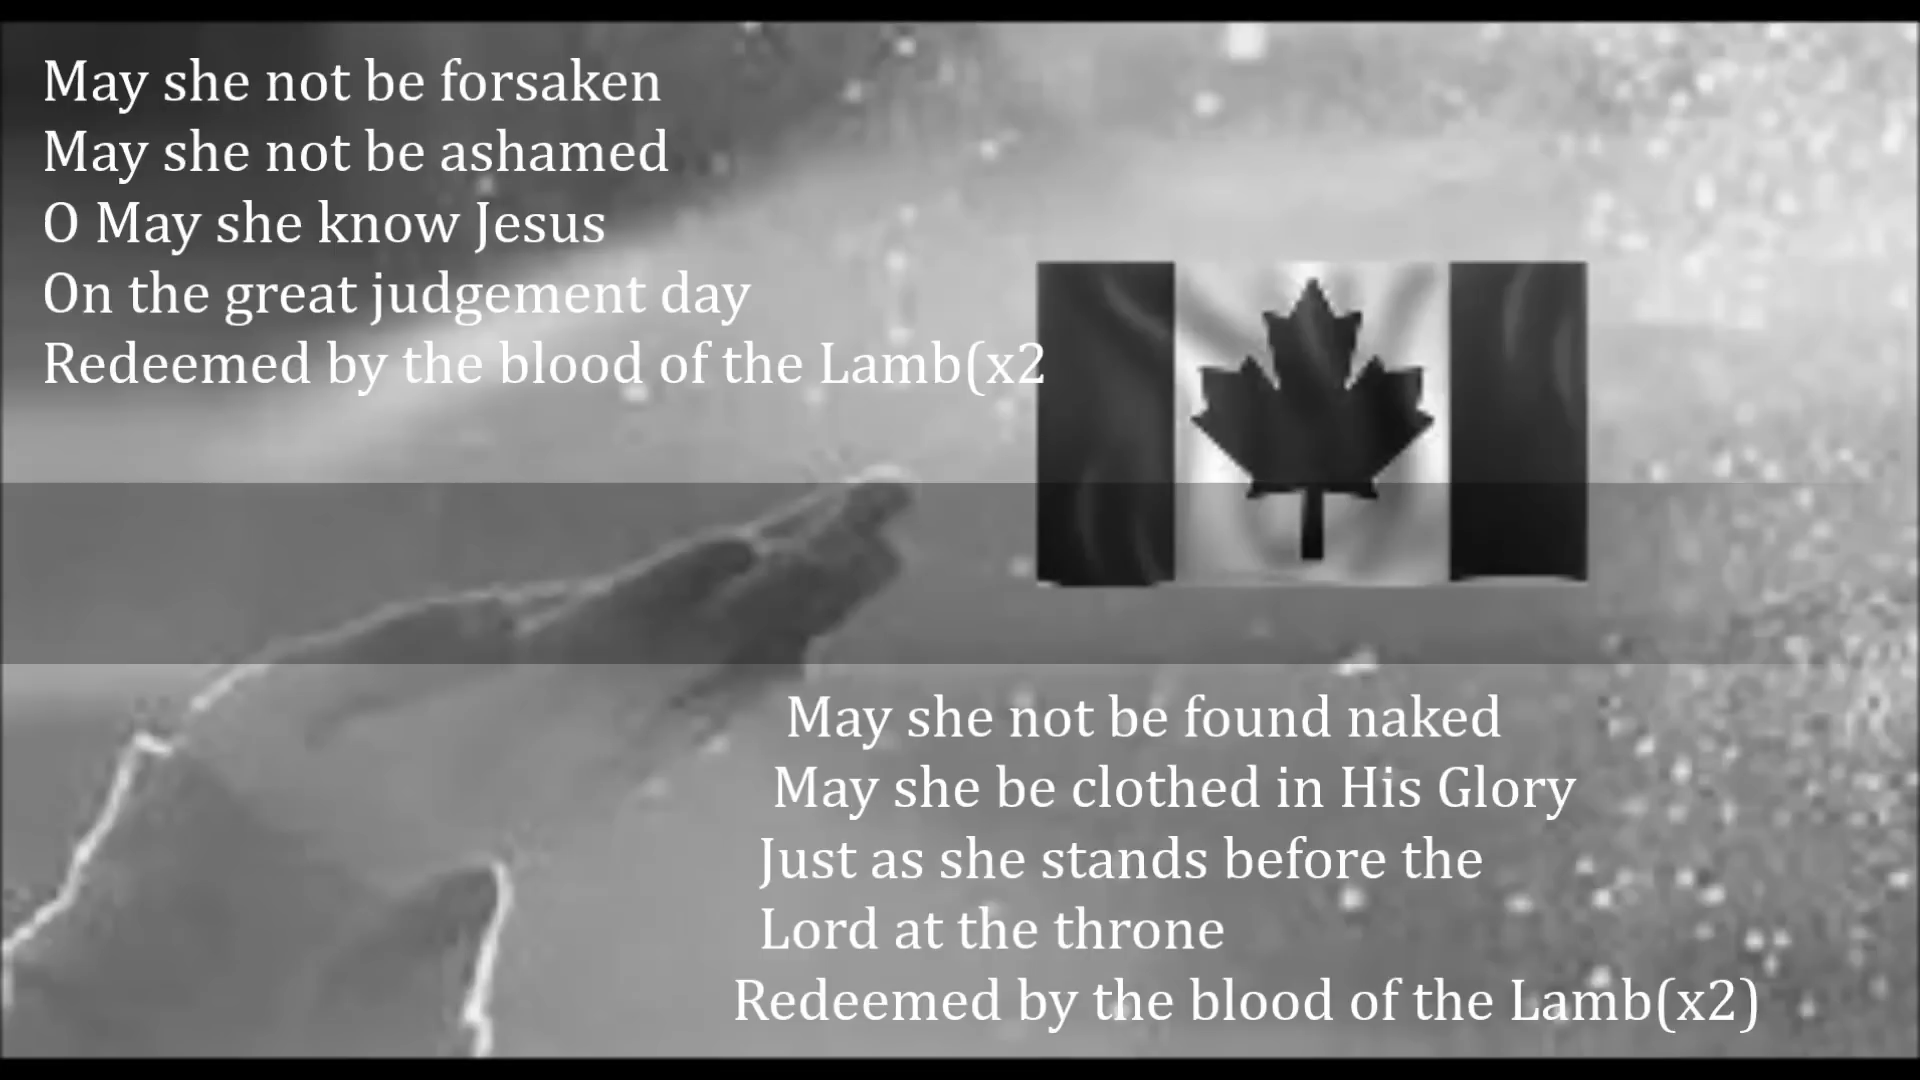 May she not be forsaken
May she not be ashamed
O May she know Jesus
On the great judgement day
Redeemed by the blood of the Lamb(x2
May she not be found naked
May she be clothed in His Glory
Just as she stands before the
Lord at the throne
Redeemed by the blood of the Lamb(x2)